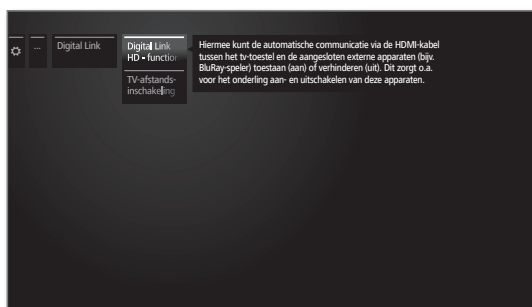 ...
Digital Link
Digital Link
HD - function
TV-afstands-
inschakeling
Hiermee kunt de automatische communicatie via de HDMI-kabel
tussen het tv-toestel en de aangesloten externe apparaten (bijv.
BluRay-speler) toestaan (aan) of verhinderen (uit). Dit zorgt o.a.
voor het onderling aan- en uitschakelen van deze apparaten.